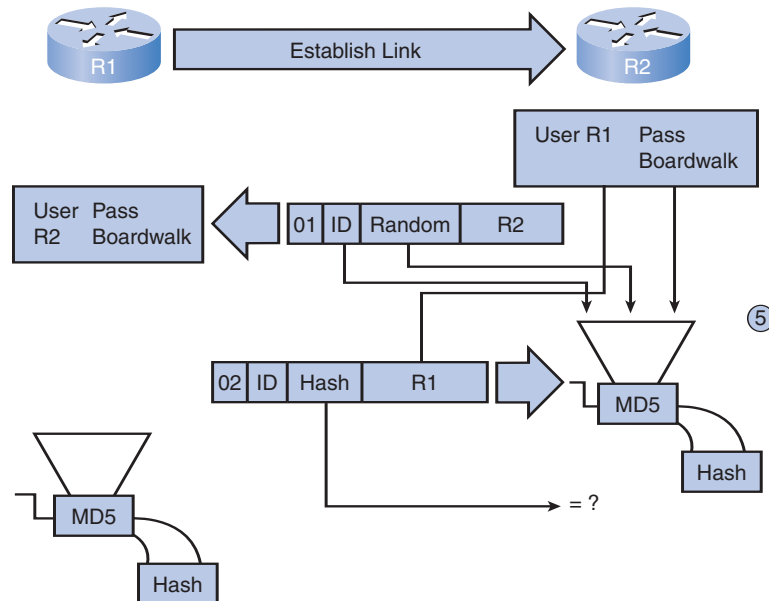 R1
Establish Link
R2
User R1 Pass
Boardwalk
User Pass
R2 Boardwalk
01 ID Random R2
5
02 ID Hash R1
MD5
Hash
= ?
MD5
Hash